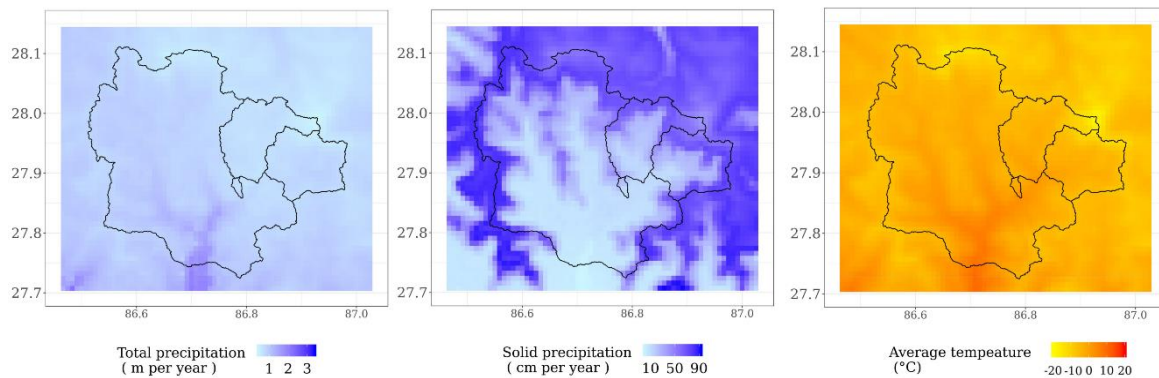 28.1
28.0
27.9
27.8
27.7
86.6 86.8 87.0
Total precipitation
( m per year )
1 2 3
28.1
28.0
27.9
27.8
27.7
86.6 86.8 87.0
Solid precipitation
( cm per year )
10 50 90
28.1
28.0
27.9
27.8
27.7
86.6 86.8 87.0
Average tempeature
(°C)
-20 -10 0 10 20